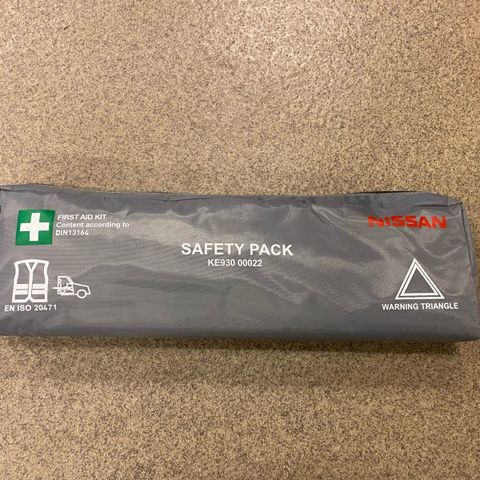 FIRST AID KIT
Content according to
DIN13164
NISSAN
SAFETY PACK
KE930 00022
EN ISO 20471
WARNING TRIANGLE